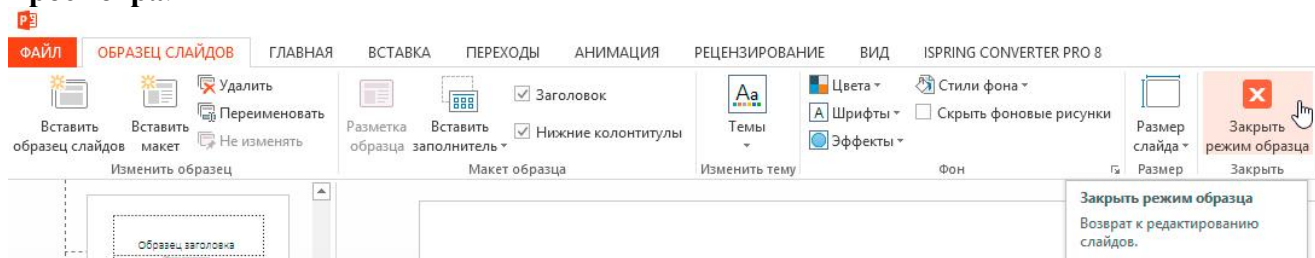 ФАЙЛ ОБРАЗЕЦ СЛАЙДОВ ГЛАВНАЯ ВСТАВКА ПЕРЕХОДЫ АНИМАЦИЯ РЕЦЕНЗИРОВАНИЕ ВИД ISPRING CONVERTER PRO 8
Вставить образец слайдов
Вставить макет
Удалить
Переименовать
Не изменять
Изменить образец
Разметка образца
Вставить заполнитель
Заголовок
Нижние колонтитулы
Макет образца
Aa
Темы
Изменить тему
Цвета
A Шрифты
Эффекты
Стили фона
Скрыть фоновые рисунки
Фон
Размер слайда
Размер
Закрыть режим образца
Закрыть
Закрыть режим образца
Возврат к редактированию
слайдов.
Образец заголовка